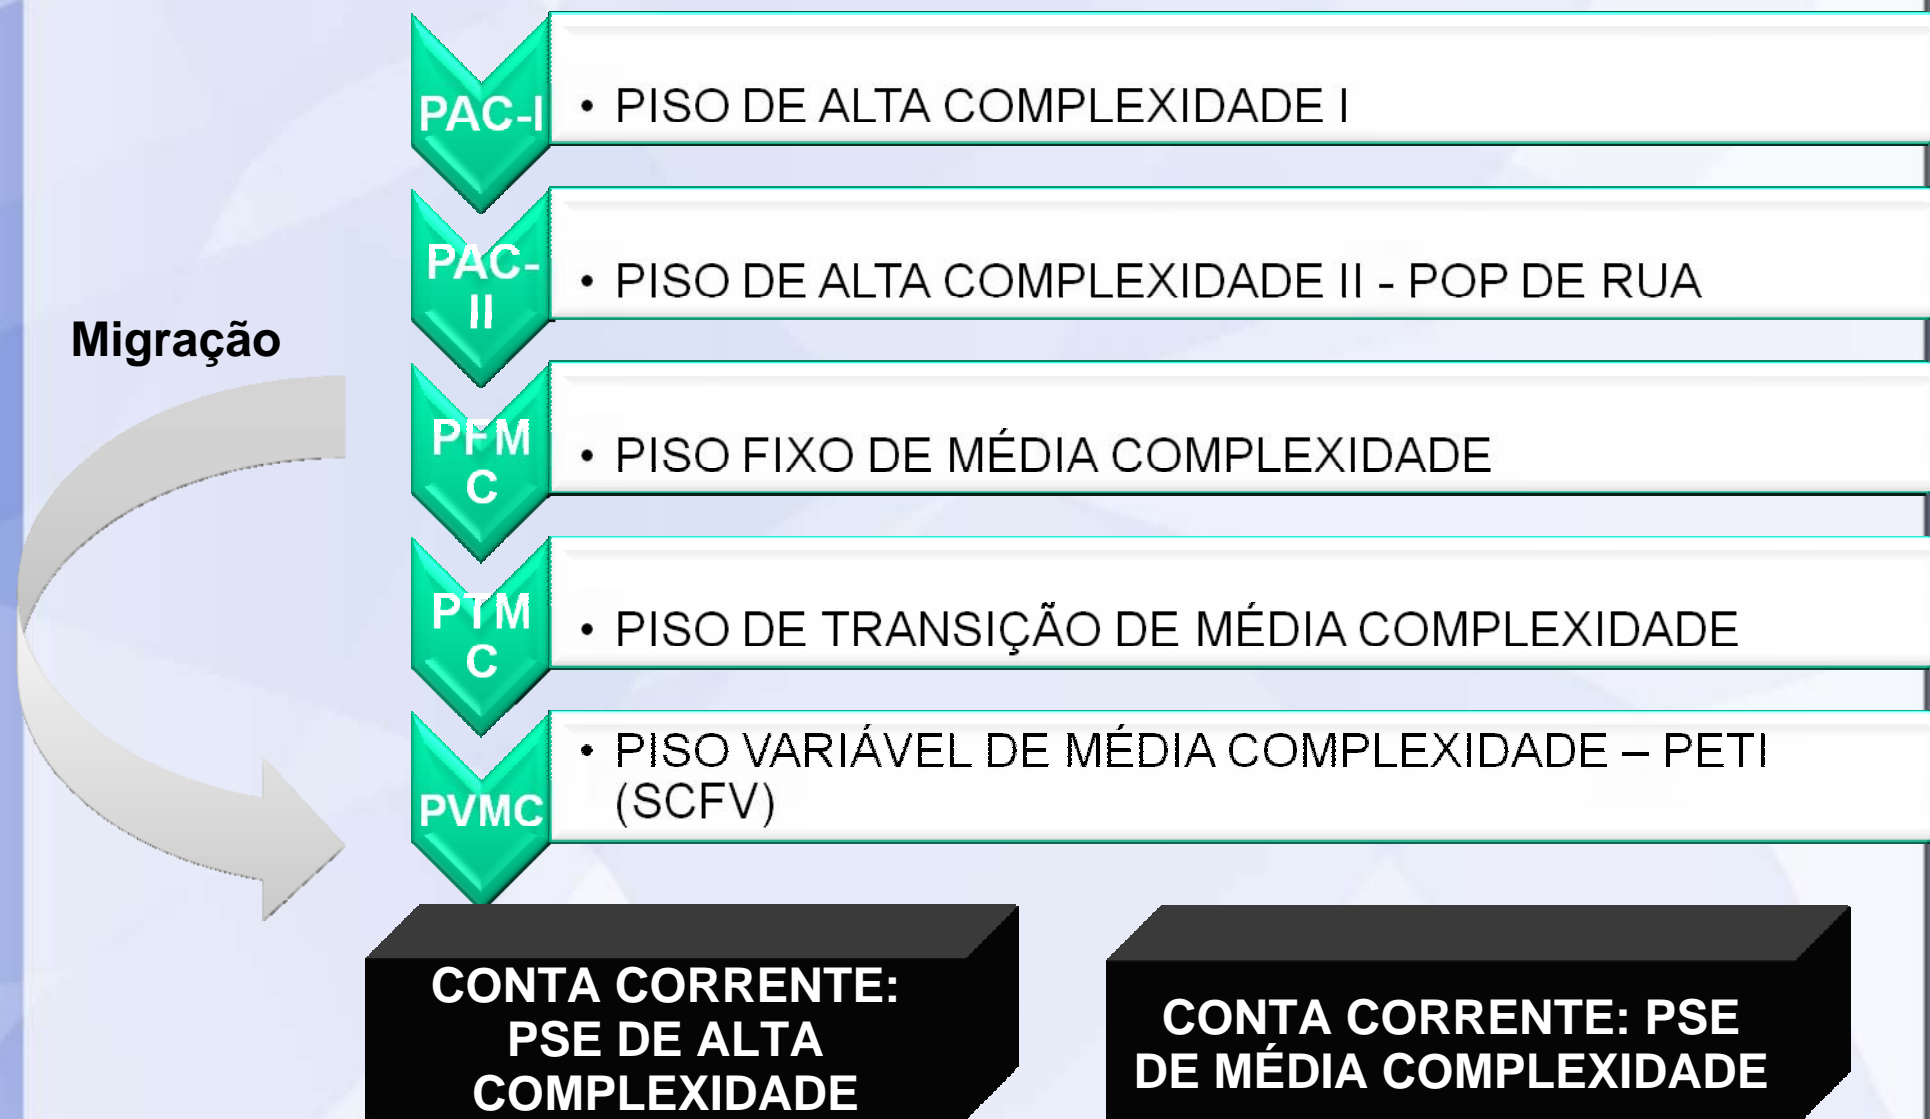 PAC-I
• PISO DE ALTA COMPLEXIDADE I
PAC-
II
• PISO DE ALTA COMPLEXIDADE II - POP DE RUA
Migração
PFM
C
• PISO FIXO DE MÉDIA COMPLEXIDADE
PTM
C
• PISO DE TRANSIÇÃO DE MÉDIA COMPLEXIDADE
PVMC
• PISO VARIÁVEL DE MÉDIA COMPLEXIDADE – PETI
(SCFV)
CONTA CORRENTE:
PSE DE ALTA
COMPLEXIDADE
CONTA CORRENTE: PSE
DE MÉDIA COMPLEXIDADE